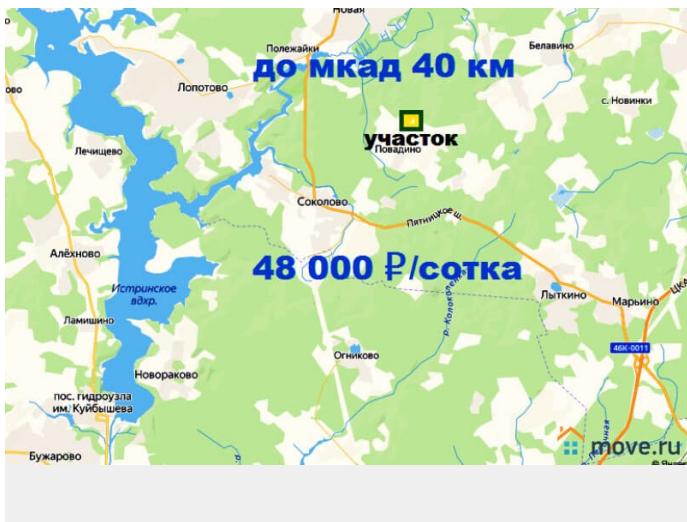 Новая
Полежайки
Белавино
до мкад 40 км
Лопотово
с. Новинки
участок
Повадино
Лечищево
Соколово
Пятницкое ш.
Алёхново
48 000 ₽/сотка
Истринское
вдхр.
Лыткино
Марьино
ЦКА
Ламишино
46К-0011
Огниково
Новораково
пос. гидроузла
им. Куйбышева
move.ru
Бужарово